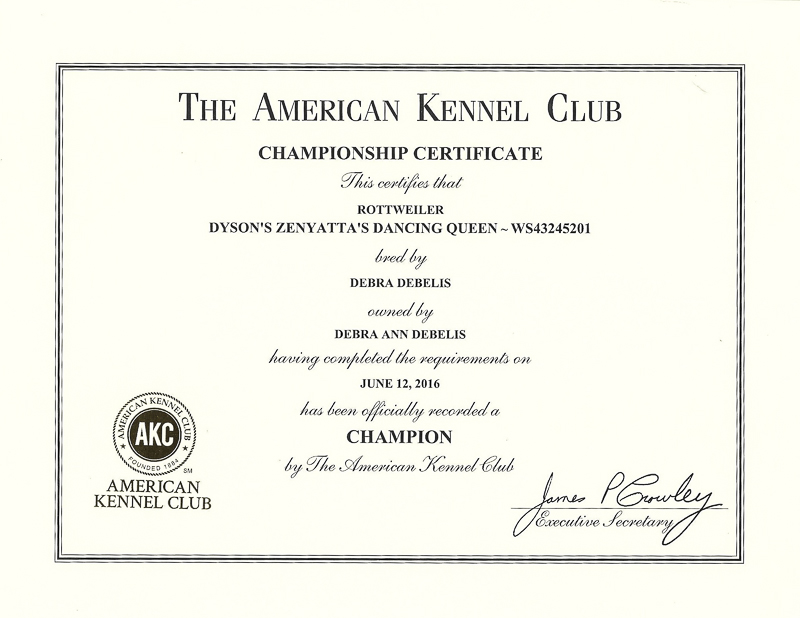 THE AMERICAN KENNEL CLUB
CHAMPIONSHIP CERTIFICATE
This certifies that
ROTTWEILER
DYSON'S ZENYATTA'S DANCING QUEEN ~ WS43245201
bred by
DEBRA DEBELIS
owned by
DEBRA ANN DEBELIS
having completed the requirements on
JUNE 12, 2016
has been officially recorded a
CHAMPION
by The American Kennel Club
AMERICAN KENNEL CLUB
AKC
FOUNDED 1884
SM
AMERICAN
KENNEL CLUB
James P Crowley
Executive Secretary